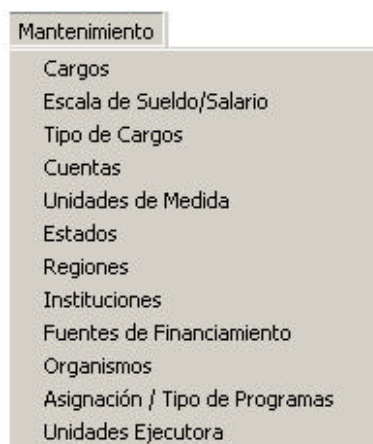 Mantenimiento
Cargos
Escala de Sueldo/Salario
Tipo de Cargos
Cuentas
Unidades de Medida
Estados
Regiones
Instituciones
Fuentes de Financiamiento
Organismos
Asignación / Tipo de Programas
Unidades Ejecutora